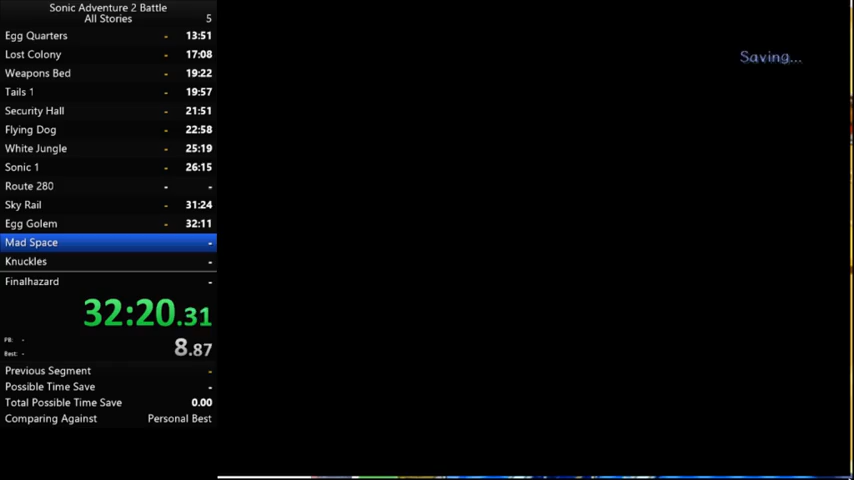 Sonic Adventure 2 Battle
All Stories 5
Egg Quarters - 13:51
Lost Colony - 17:08
Weapons Bed - 19:22
Tails 1 - 19:57
Security Hall - 21:51
Flying Dog - 22:58
White Jungle - 25:19
Sonic 1 - 26:15
Route 280 - -
Sky Rail - 31:24
Egg Golem - 32:11
Mad Space -
Knuckles -
Finalhazard -
32:20.31
PB: -
Best: -
8.87
Previous Segment -
Possible Time Save -
Total Possible Time Save 0.00
Comparing Against Personal Best
Saving...